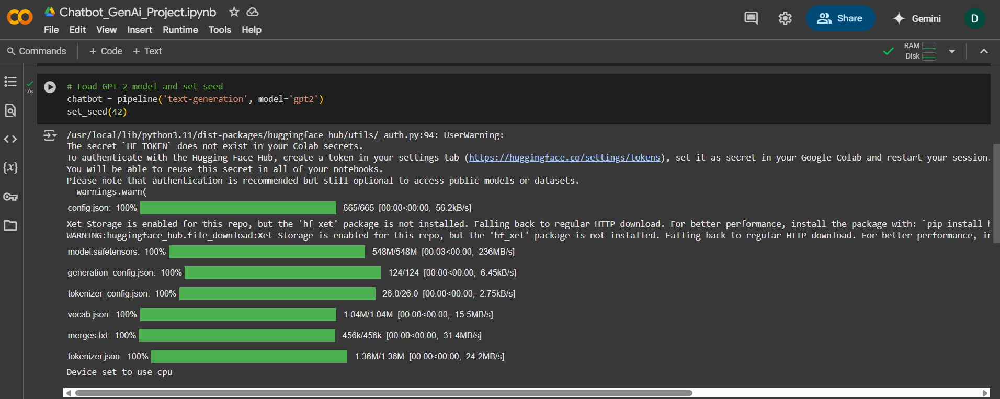 Chatbot_GenAi_Project.ipynb
File Edit View Insert Runtime Tools Help
Share
Gemini
D
Commands + Code + Text
RAM
Disk
7s
# Load GPT-2 model and set seed
chatbot = pipeline('text-generation', model='gpt2')
set_seed(42)
/usr/local/lib/python3.11/dist-packages/huggingface_hub/utils/_auth.py:94: UserWarning:
The secret `HF_TOKEN` does not exist in your Colab secrets.
To authenticate with the Hugging Face Hub, create a token in your settings tab (https://huggingface.co/settings/tokens), set it as secret in your Google Colab and restart your session.
You will be able to reuse this secret in all of your notebooks.
Please note that authentication is recommended but still optional to access public models or datasets.
warnings.warn(
config.json: 100% 665/665 [00:00<00:00, 56.2kB/s]
Xet Storage is enabled for this repo, but the 'hf_xet' package is not installed. Falling back to regular HTTP download. For better performance, install the package with: `pip install
WARNING:huggingface_hub.file_download:Xet Storage is enabled for this repo, but the 'hf_xet' package is not installed. Falling back to regular HTTP download. For better performance,
model.safetensors: 100% 548M/548M [00:03<00:00, 236MB/s]
generation_config.json: 100% 124/124 [00:00<00:00, 6.45kB/s]
tokenizer_config.json: 100% 26.0/26.0 [00:00<00:00, 2.75kB/s]
vocab.json: 100% 1.04M/1.04M [00:00<00:00, 15.5MB/s]
merges.txt: 100% 456k/456k [00:00<00:00, 31.4MB/s]
tokenizer.json: 100% 1.36M/1.36M [00:00<00:00, 24.2MB/s]
Device set to use cpu